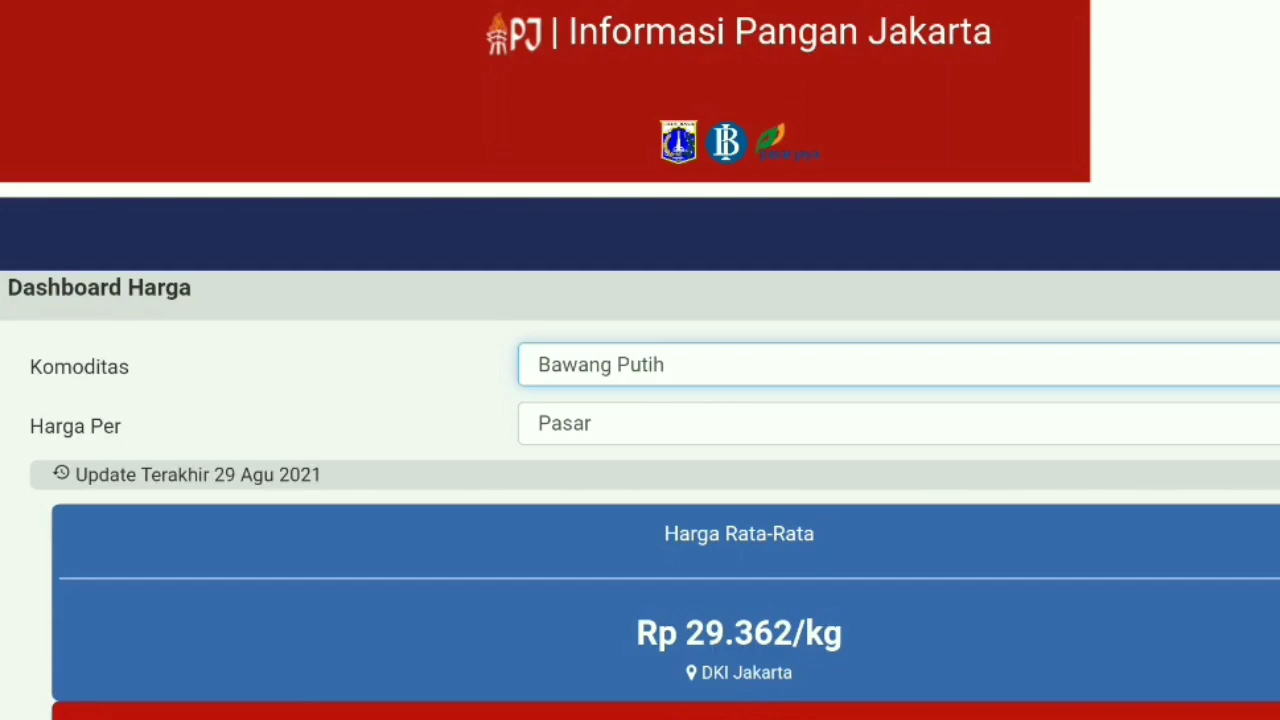 PJ | Informasi Pangan Jakarta
Dashboard Harga
Komoditas
Bawang Putih
Harga Per
Pasar
Update Terakhir 29 Agu 2021
Harga Rata-Rata
Rp 29.362/kg
DKI Jakarta